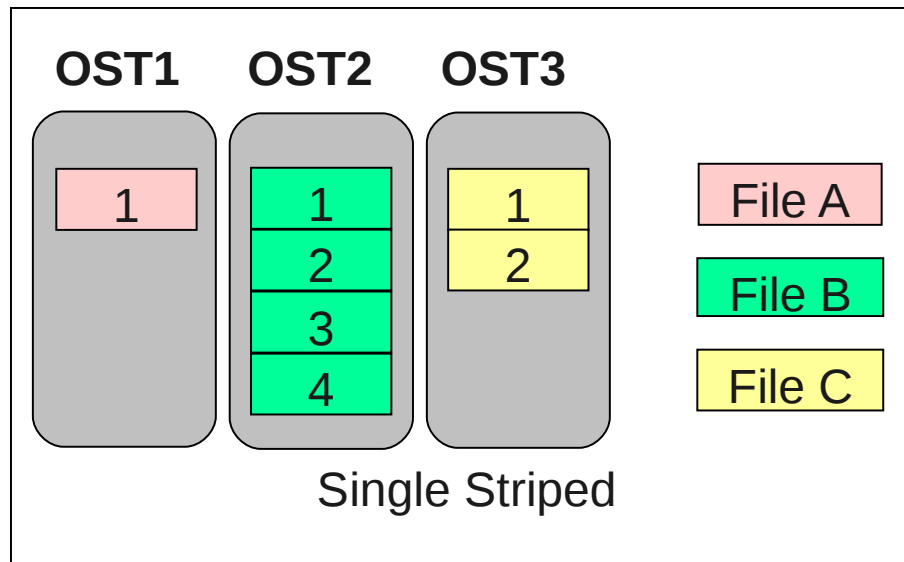 OST1 OST2 OST3
1 1 1 File A
2 2
3 File B
4 File C
Single Striped